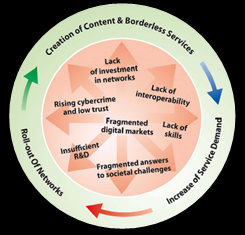 Creation of Content & Borderless Services
Lack
of investment
in networks
Lack of
interoperability
Rising cybercrime
and low trust
Fragmented
digital markets
Lack of
skills
Insufficient
R&D
Fragmented answers
to societal challenges
Roll-out Of Networks
Increase of Service Demand